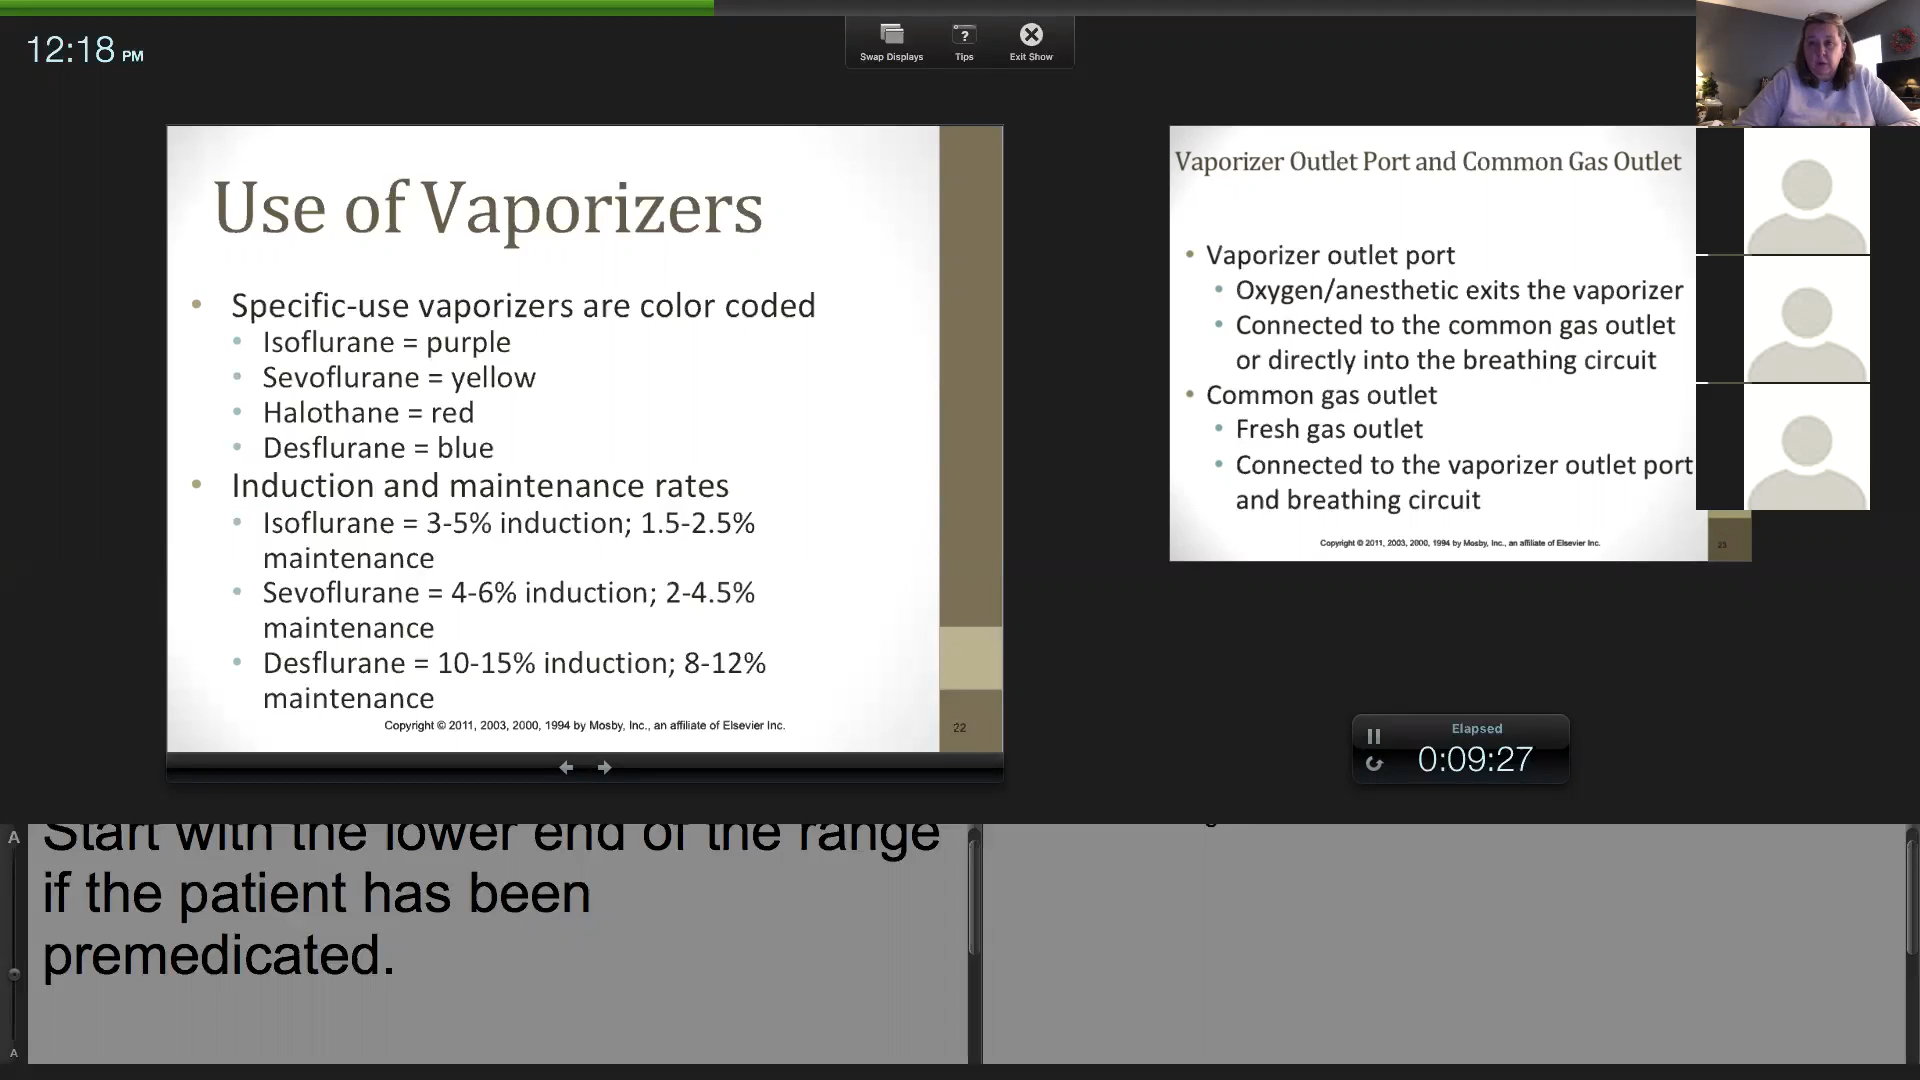 12:18 PM
Swap Displays
Tips
Exit Show
Use of Vaporizers
• Specific-use vaporizers are color coded
• Isoflurane = purple
• Sevoflurane = yellow
• Halothane = red
• Desflurane = blue
• Induction and maintenance rates
• Isoflurane = 3-5% induction; 1.5-2.5%
maintenance
• Sevoflurane = 4-6% induction; 2-4.5%
maintenance
• Desflurane = 10-15% induction; 8-12%
maintenance
Copyright © 2011, 2003, 2000, 1994 by Mosby, Inc., an affiliate of Elsevier Inc.
22
Vaporizer Outlet Port and Common Gas Outlet
• Vaporizer outlet port
• Oxygen/anesthetic exits the vaporizer
• Connected to the common gas outlet
or directly into the breathing circuit
• Common gas outlet
• Fresh gas outlet
• Connected to the vaporizer outlet port
and breathing circuit
Copyright © 2011, 2003, 2000, 1994 by Mosby, Inc., an affiliate of Elsevier Inc.
23
Elapsed
0:09:27
A
Start with the lower end of the range
if the patient has been
premedicated.
A